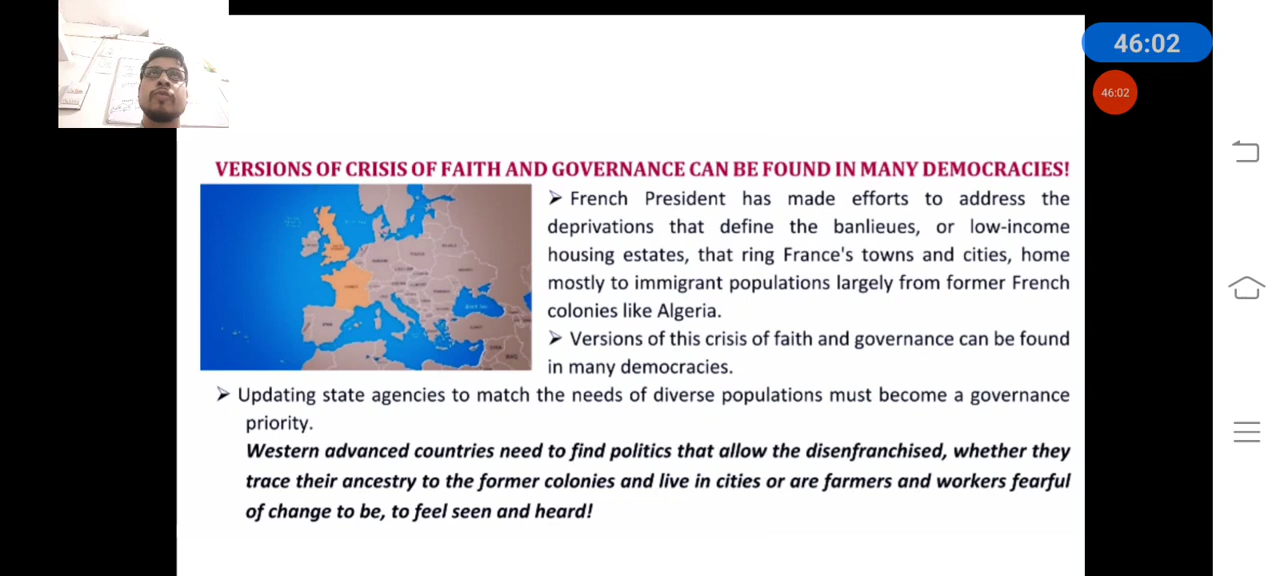 46:02
46:02
VERSIONS OF CRISIS OF FAITH AND GOVERNANCE CAN BE FOUND IN MANY DEMOCRACIES!
➤ French President has made efforts to address the
deprivations that define the banlieues, or low-income
housing estates, that ring France's towns and cities, home
mostly to immigrant populations largely from former French
colonies like Algeria.
➤ Versions of this crisis of faith and governance can be found
in many democracies.
➤ Updating state agencies to match the needs of diverse populations must become a governance
priority.
Western advanced countries need to find politics that allow the disenfranchised, whether they
trace their ancestry to the former colonies and live in cities or are farmers and workers fearful
of change to be, to feel seen and heard!